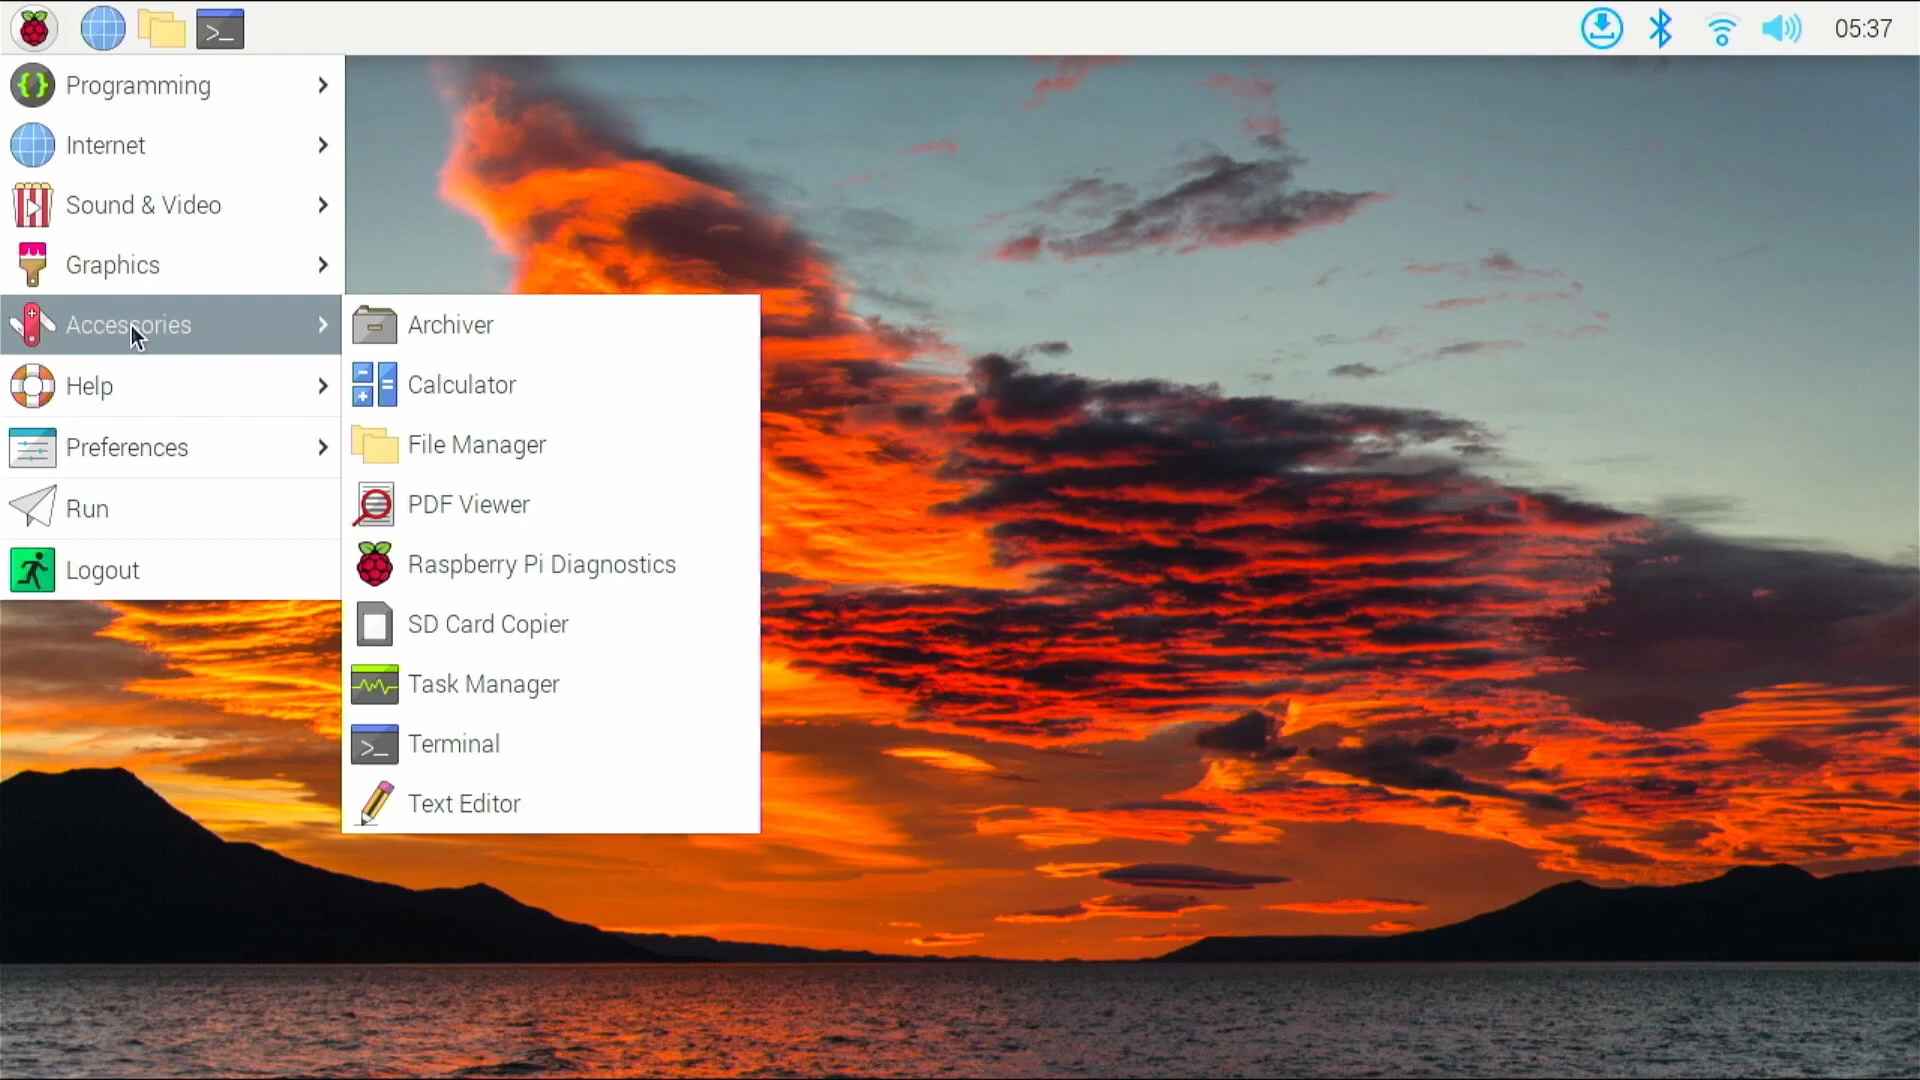 05:37
Programming
Internet
Sound & Video
Graphics
Accessories
Help
Preferences
Run
Logout
Archiver
Calculator
File Manager
PDF Viewer
Raspberry Pi Diagnostics
SD Card Copier
Task Manager
Terminal
Text Editor